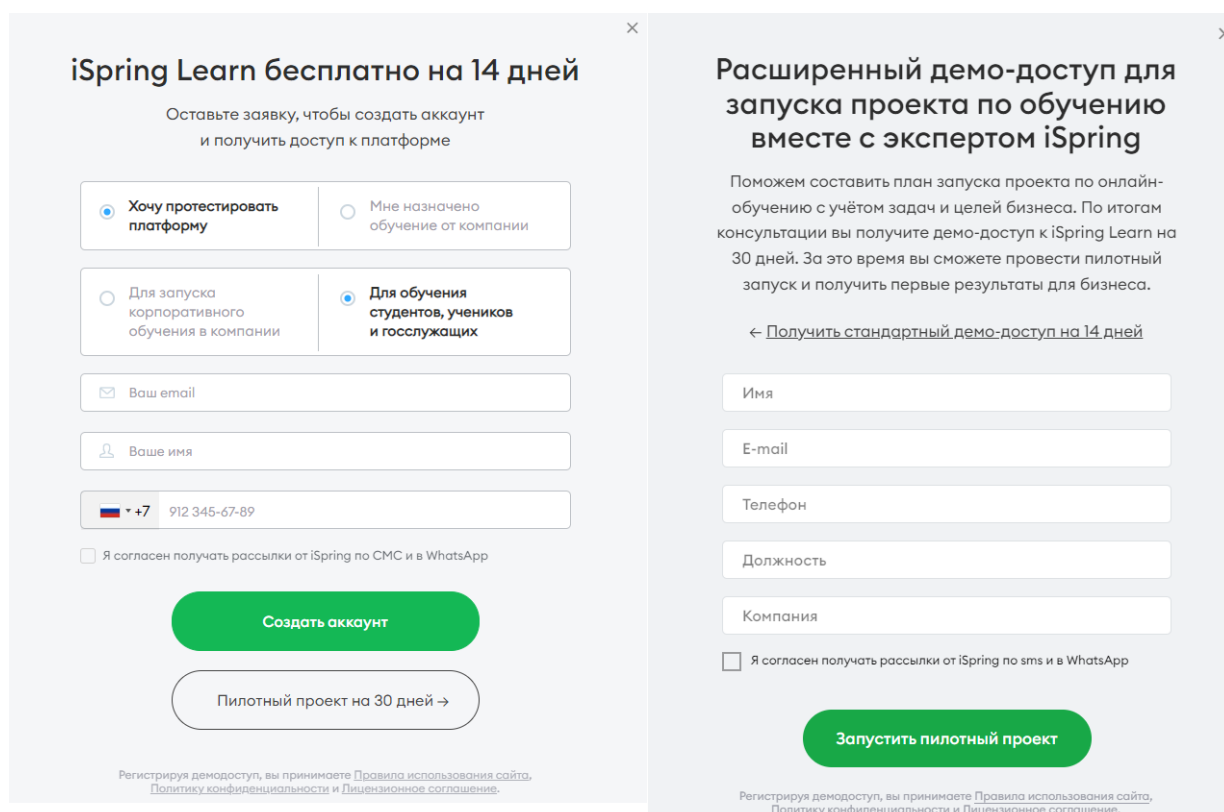 iSpring Learn бесплатно на 14 дней
Оставьте заявку, чтобы создать аккаунт
и получить доступ к платформе
Хочу протестировать
платформу
Мне назначено
обучение от компании
Для запуска
корпоративного
обучения в компании
Для обучения
студентов, учеников
и госслужащих
Ваш email
Ваше имя
+7 912 345-67-89
Я согласен получать рассылки от iSpring по СМС и в WhatsApp
Создать аккаунт
Пилотный проект на 30 дней →
Регистрируя демодоступ, вы принимаете Правила использования сайта,
Политику конфиденциальности и Лицензионное соглашение.
Расширенный демо-доступ для
запуска проекта по обучению
вместе с экспертом iSpring
Поможем составить план запуска проекта по онлайн-
обучению с учётом задач и целей бизнеса. По итогам
консультации вы получите демо-доступ к iSpring Learn на
30 дней. За это время вы сможете провести пилотный
запуск и получить первые результаты для бизнеса.
← Получить стандартный демо-доступ на 14 дней
Имя
E-mail
Телефон
Должность
Компания
Я согласен получать рассылки от iSpring по sms и в WhatsApp
Запустить пилотный проект
Регистрируя демодоступ, вы принимаете Правила использования сайта,
Политику конфиденциальности и Лицензионное соглашение.